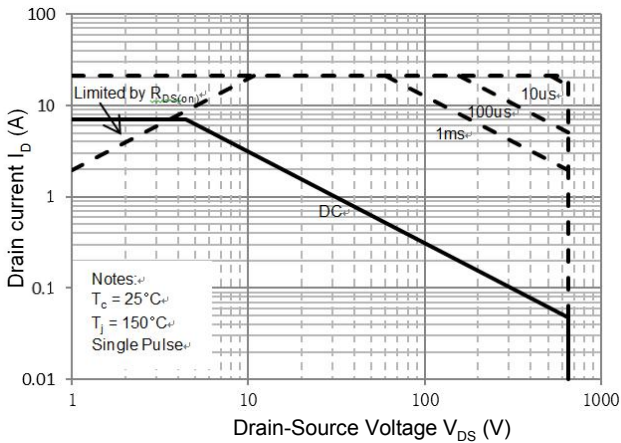 100
10
1
0.1
0.01
Drain current I_D (A)
Limited by R_DS(on)↵
10us↵
100us↵
1ms↵
DC↵
Notes:↵
T_c = 25°C↵
T_j = 150°C↵
Single Pulse↵
1 10 100 1000
Drain-Source Voltage V_DS (V)